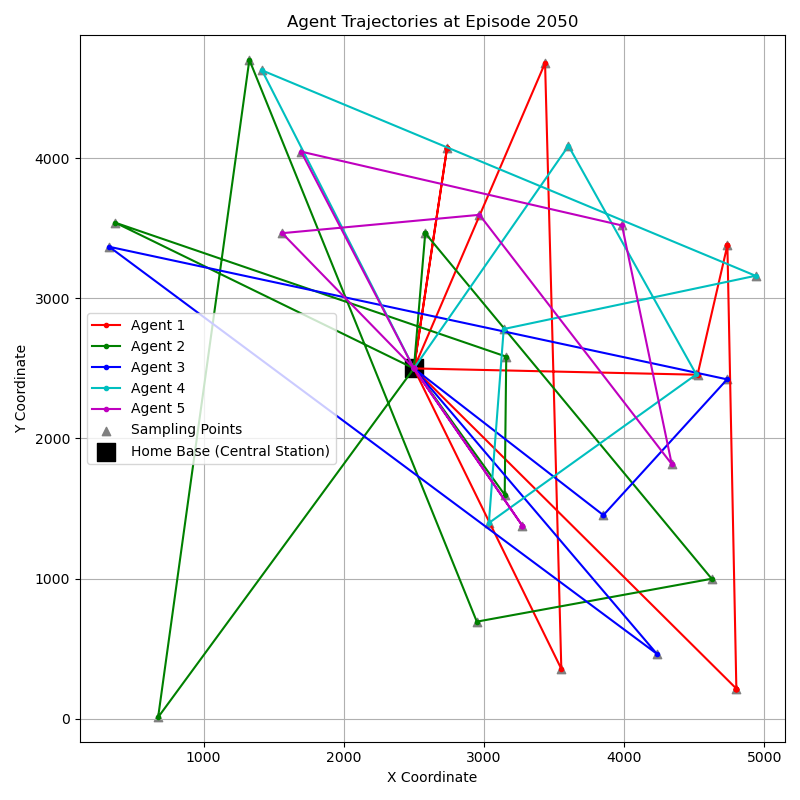 Agent Trajectories at Episode 2050
Y Coordinate
4000
3000
2000
1000
0
Agent 1
Agent 2
Agent 3
Agent 4
Agent 5
Sampling Points
Home Base (Central Station)
1000 2000 3000 4000 5000
X Coordinate